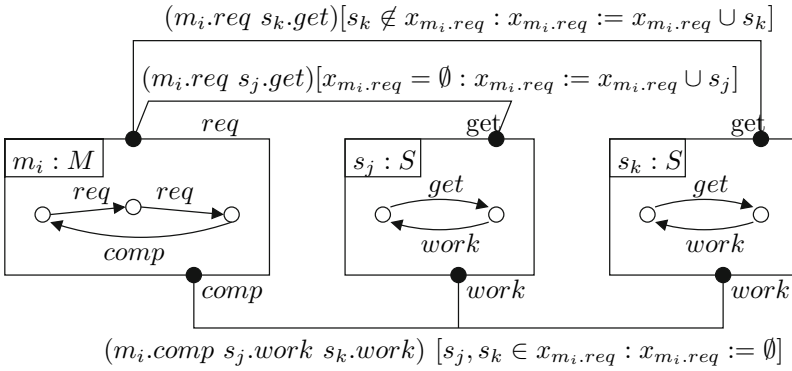 (m_i.req s_k.get)[s_k ∉ x_{m_i.req} : x_{m_i.req} := x_{m_i.req} ∪ s_k]
(m_i.req s_j.get)[x_{m_i.req} = ∅ : x_{m_i.req} := x_{m_i.req} ∪ s_j]
req get get
m_i : M s_j : S s_k : S
req req get get
comp work work
comp work work
(m_i.comp s_j.work s_k.work) [s_j, s_k ∈ x_{m_i.req} : x_{m_i.req} := ∅]